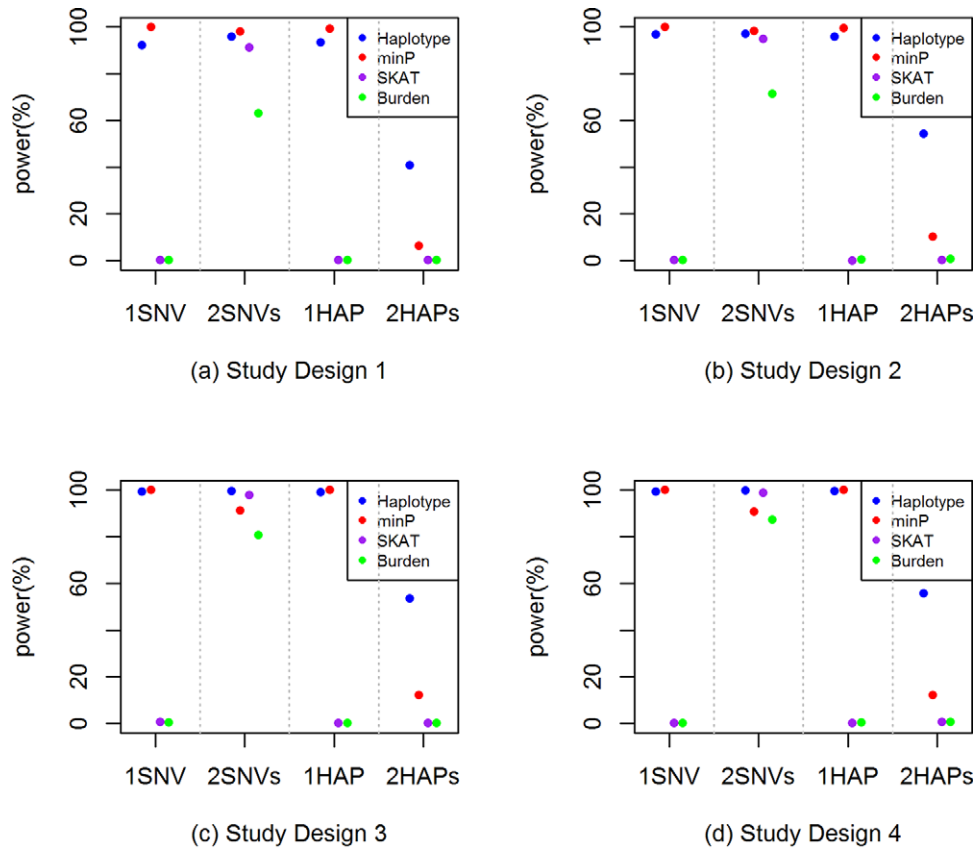 100
60
20
0
power(%)
Haplotype
minP
SKAT
Burden
1SNV 2SNVs 1HAP 2HAPs
(a) Study Design 1
100
60
20
0
power(%)
Haplotype
minP
SKAT
Burden
1SNV 2SNVs 1HAP 2HAPs
(b) Study Design 2
100
60
20
0
power(%)
Haplotype
minP
SKAT
Burden
1SNV 2SNVs 1HAP 2HAPs
(c) Study Design 3
100
60
20
0
power(%)
Haplotype
minP
SKAT
Burden
1SNV 2SNVs 1HAP 2HAPs
(d) Study Design 4